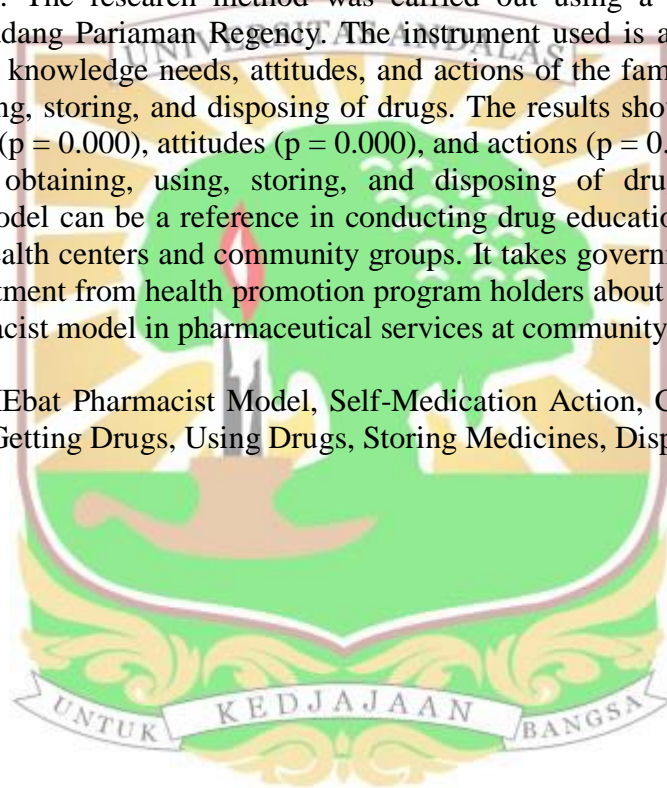 . The research method was carried out using a
dang Pariaman Regency. The instrument used is a
UNIVERSITAS ANDALAS
knowledge needs, attitudes, and actions of the fam
ng, storing, and disposing of drugs. The results sho
(p = 0.000), attitudes (p = 0.000), and actions (p = 0.
obtaining, using, storing, and disposing of dru
odel can be a reference in conducting drug educatio
ealth centers and community groups. It takes governi
tment from health promotion program holders about
acist model in pharmaceutical services at community
Ebat Pharmacist Model, Self-Medication Action, C
Getting Drugs, Using Drugs, Storing Medicines, Disp
UNTUK KEDJAJAAN BANGSA